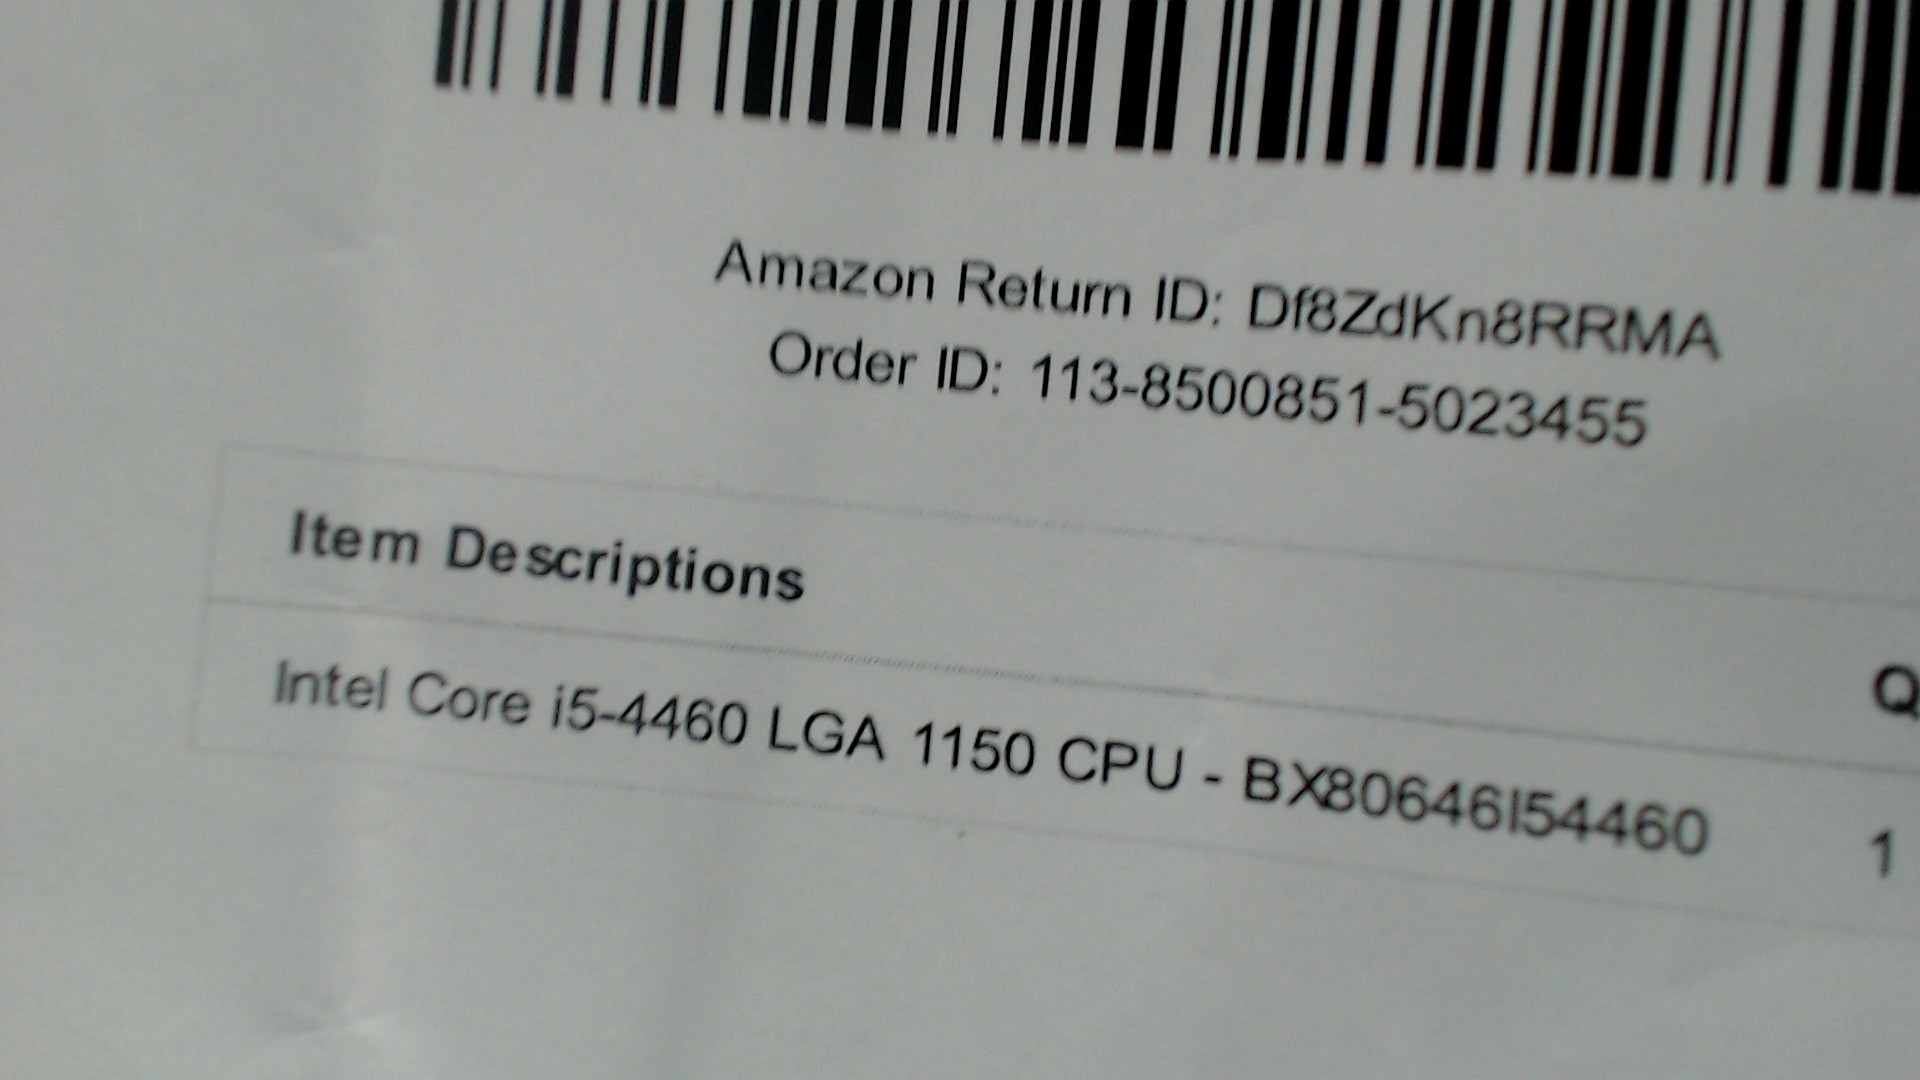 Amazon Return ID: Df8ZdKn8RRMA
Order ID: 113-8500851-5023455
Item Descriptions
Q
Intel Core i5-4460 LGA 1150 CPU - BX80646I54460
1